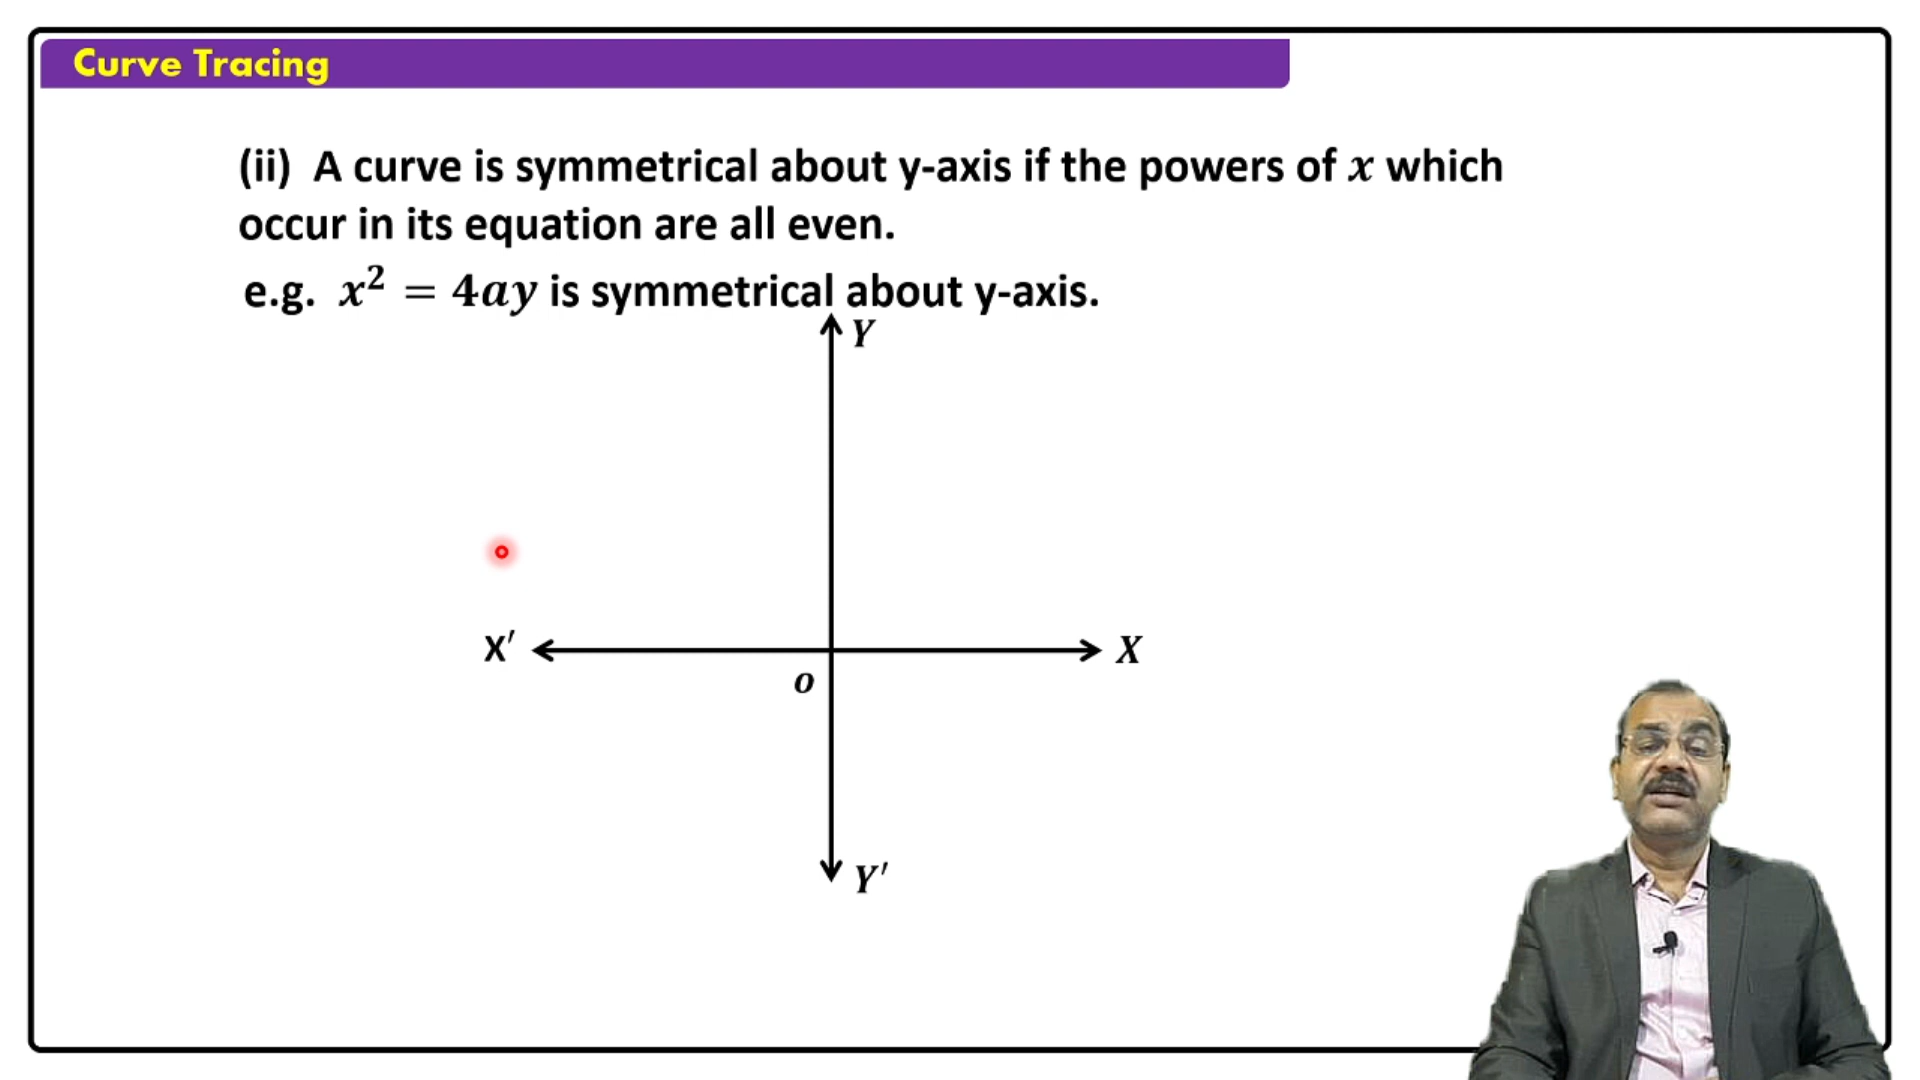 Curve Tracing
(ii) A curve is symmetrical about y-axis if the powers of x which
occur in its equation are all even.
e.g. x² = 4ay is symmetrical about y-axis.
Y
X′
X
o
Y′